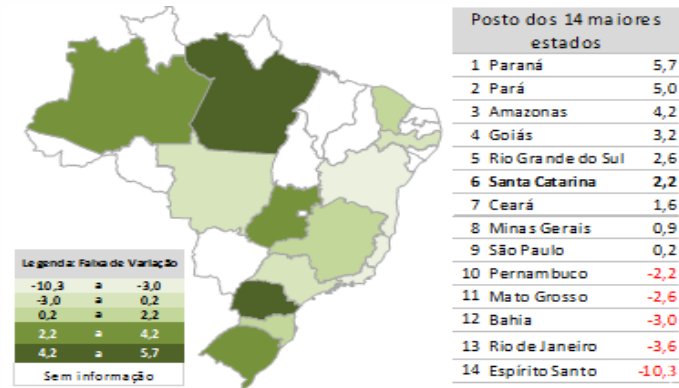 Posto dos 14 maiores
estados
1 Paraná 5,7
2 Pará 5,0
3 Amazonas 4,2
4 Goiás 3,2
5 Rio Grande do Sul 2,6
6 Santa Catarina 2,2
7 Ceará 1,6
8 Minas Gerais 0,9
9 São Paulo 0,2
10 Pernambuco -2,2
11 Mato Grosso -2,6
12 Bahia -3,0
13 Rio de Janeiro -3,6
14 Espírito Santo -10,3
Legenda: Faixa de Variação
-10,3 a -3,0
-3,0 a 0,2
0,2 a 2,2
2,2 a 4,2
4,2 a 5,7
Sem informação